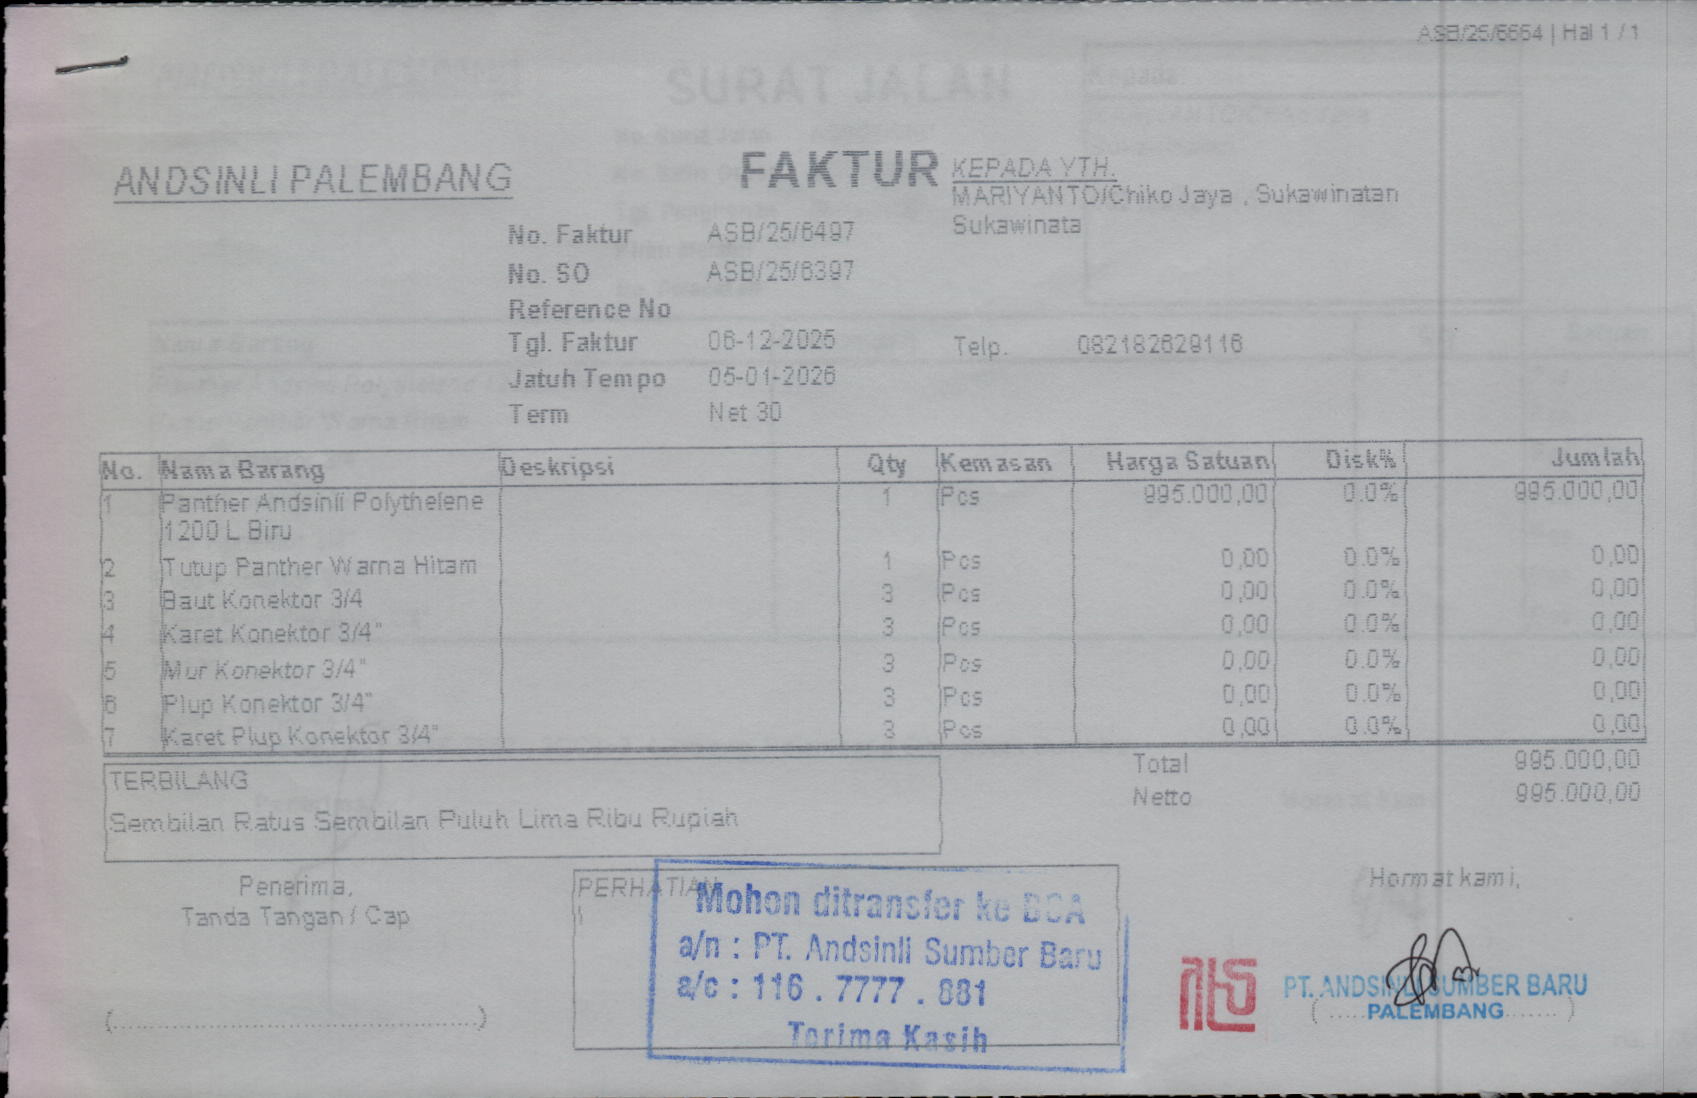 ASB/25/6654 | Hal 1 / 1
SURAT JALAN
ANDSINLI PALEMBANG
FAKTUR
KEPADA YTH.
MARIYANTO/Chiko Jaya , Sukawinatan
Sukawinata
No. Faktur ASB/25/6497
No. SO ASB/25/6397
Reference No
Tgl. Faktur 06-12-2025
Telp. 082182629116
Jatuh Tempo 05-01-2026
Term Net 30
No. Nama Barang Deskripsi Qty Kemasan Harga Satuan Disk% Jumlah
1 Panther Andsinli Polythelene 1 Pcs 995.000,00 0.0% 995.000,00
1200 L Biru
2 Tutup Panther Warna Hitam 1 Pcs 0,00 0.0% 0,00
3 Baut Konektor 3/4 3 Pcs 0,00 0.0% 0,00
4 Karet Konektor 3/4" 3 Pcs 0,00 0.0% 0,00
5 Mur Konektor 3/4" 3 Pcs 0,00 0.0% 0,00
6 Plup Konektor 3/4" 3 Pcs 0,00 0.0% 0,00
7 Karet Plup Konektor 3/4" 3 Pcs 0,00 0.0% 0,00
Total 995.000,00
Netto 995.000,00
TERBILANG
Sembilan Ratus Sembilan Puluh Lima Ribu Rupiah
Penerima,
Tanda Tangan / Cap
PERHATIAN
Mohon ditransfer ke BCA
a/n : PT. Andsinli Sumber Baru
a/c : 116 . 7777 . 881
Terima Kasih
Hormat kami,
PT. ANDSINLI SUMBER BARU
PALEMBANG